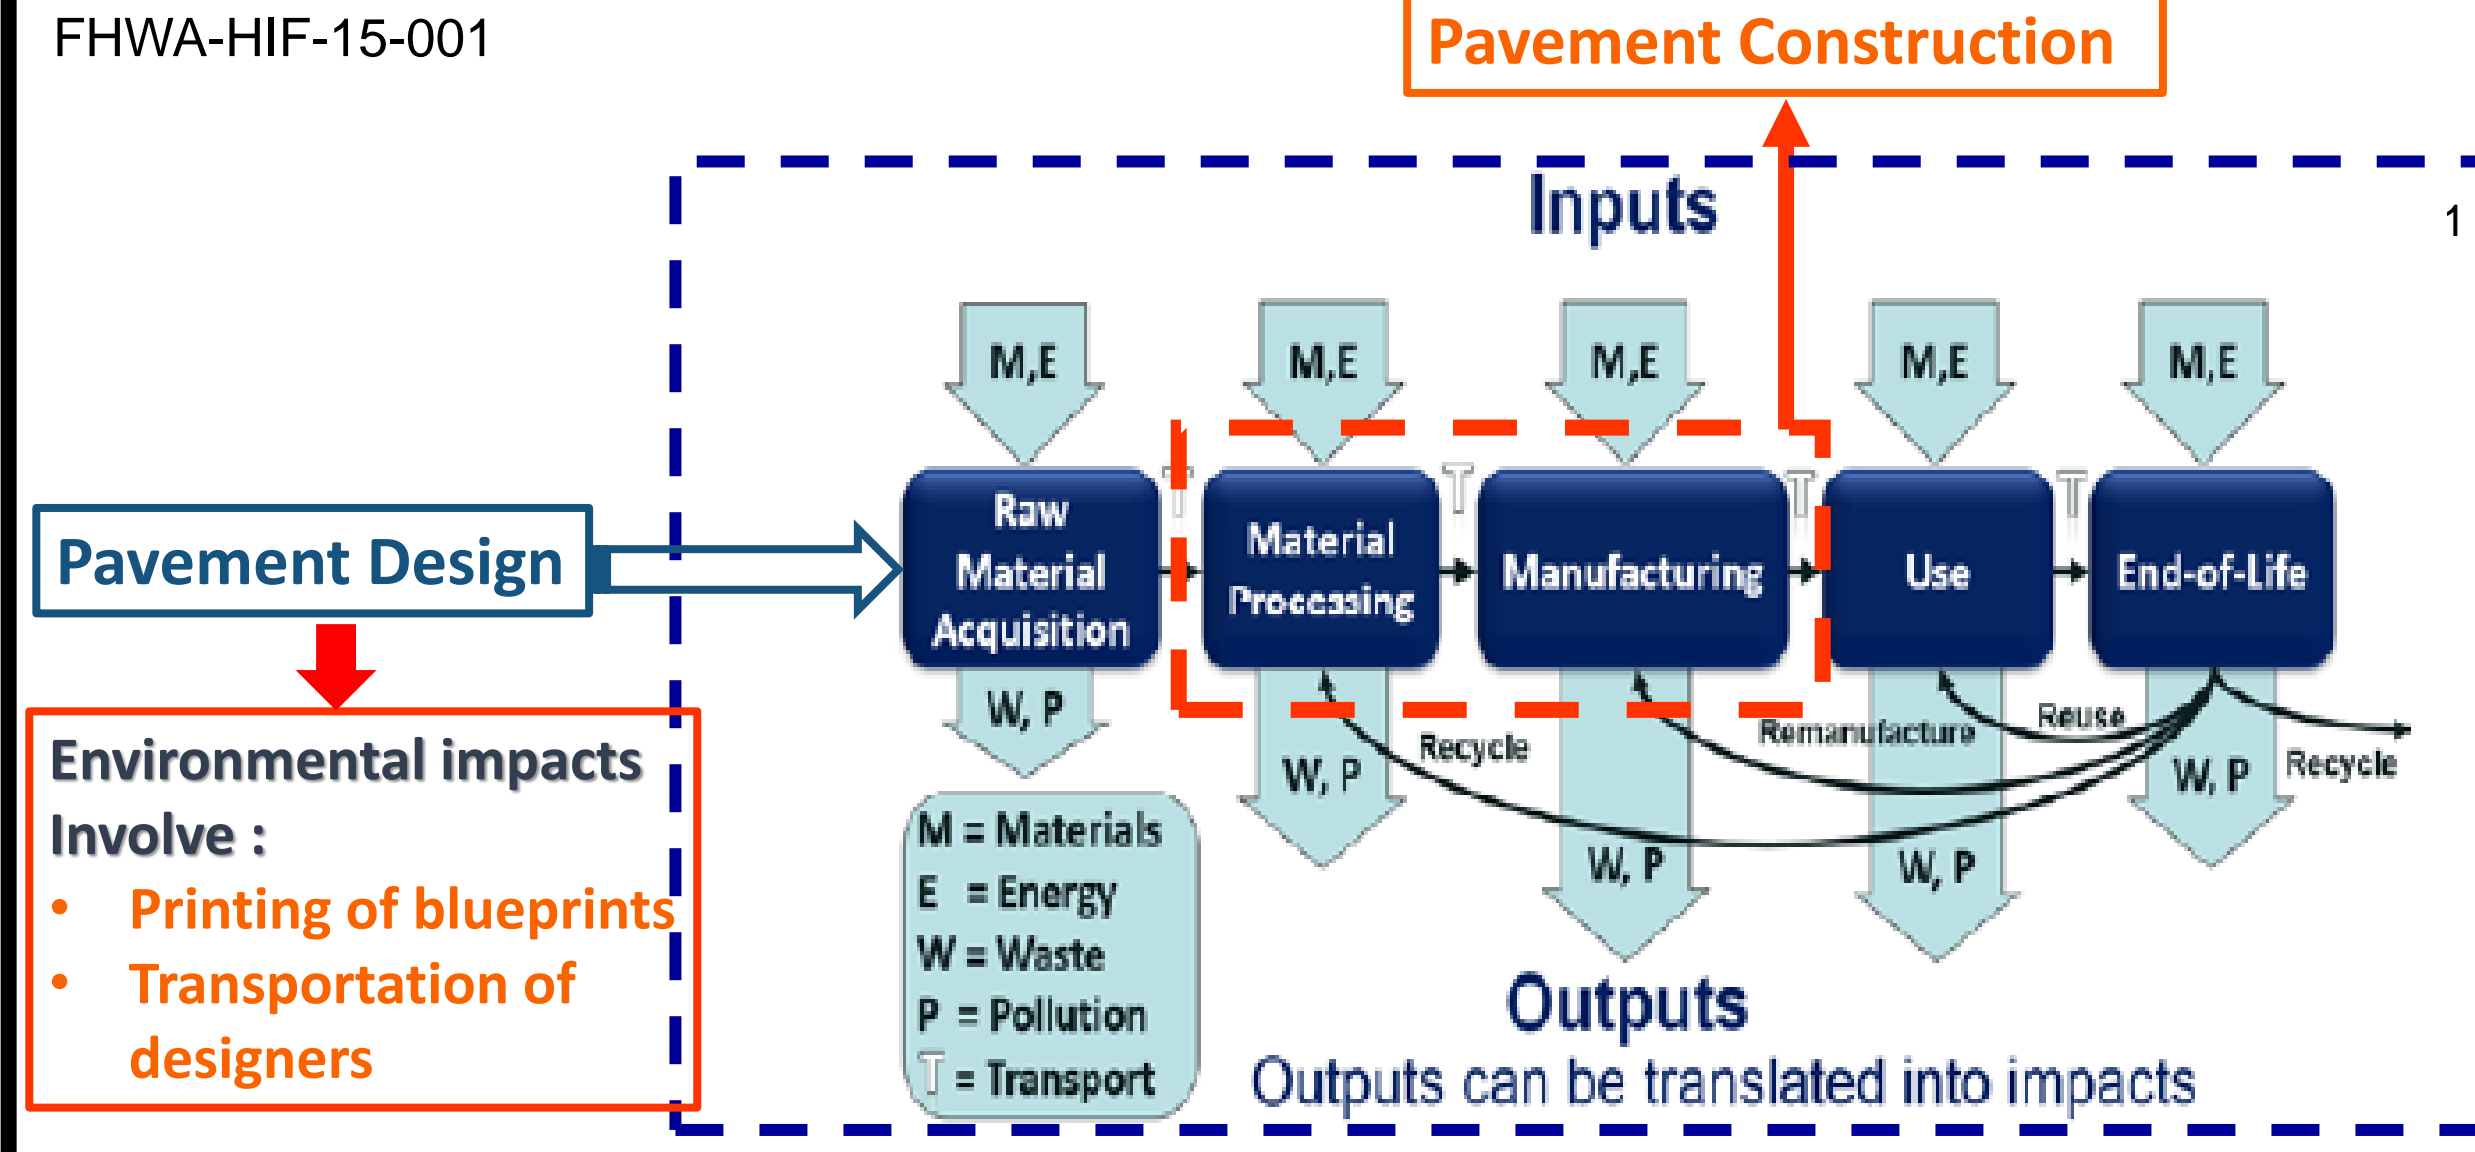 FHWA-HIF-15-001
Pavement Construction
Inputs
1
M,E
M,E
M,E
M,E
M,E
T
T
T
T
Pavement Design
Raw
Material
Acquisition
Material
Processing
Manufacturing
Use
End-of-Life
W, P
W, P
W, P
W, P
W, P
Recycle
Remanufacture
Reuse
Recycle
Environmental impacts
Involve :
• Printing of blueprints
• Transportation of
designers
M = Materials
E = Energy
W = Waste
P = Pollution
T = Transport
Outputs
Outputs can be translated into impacts